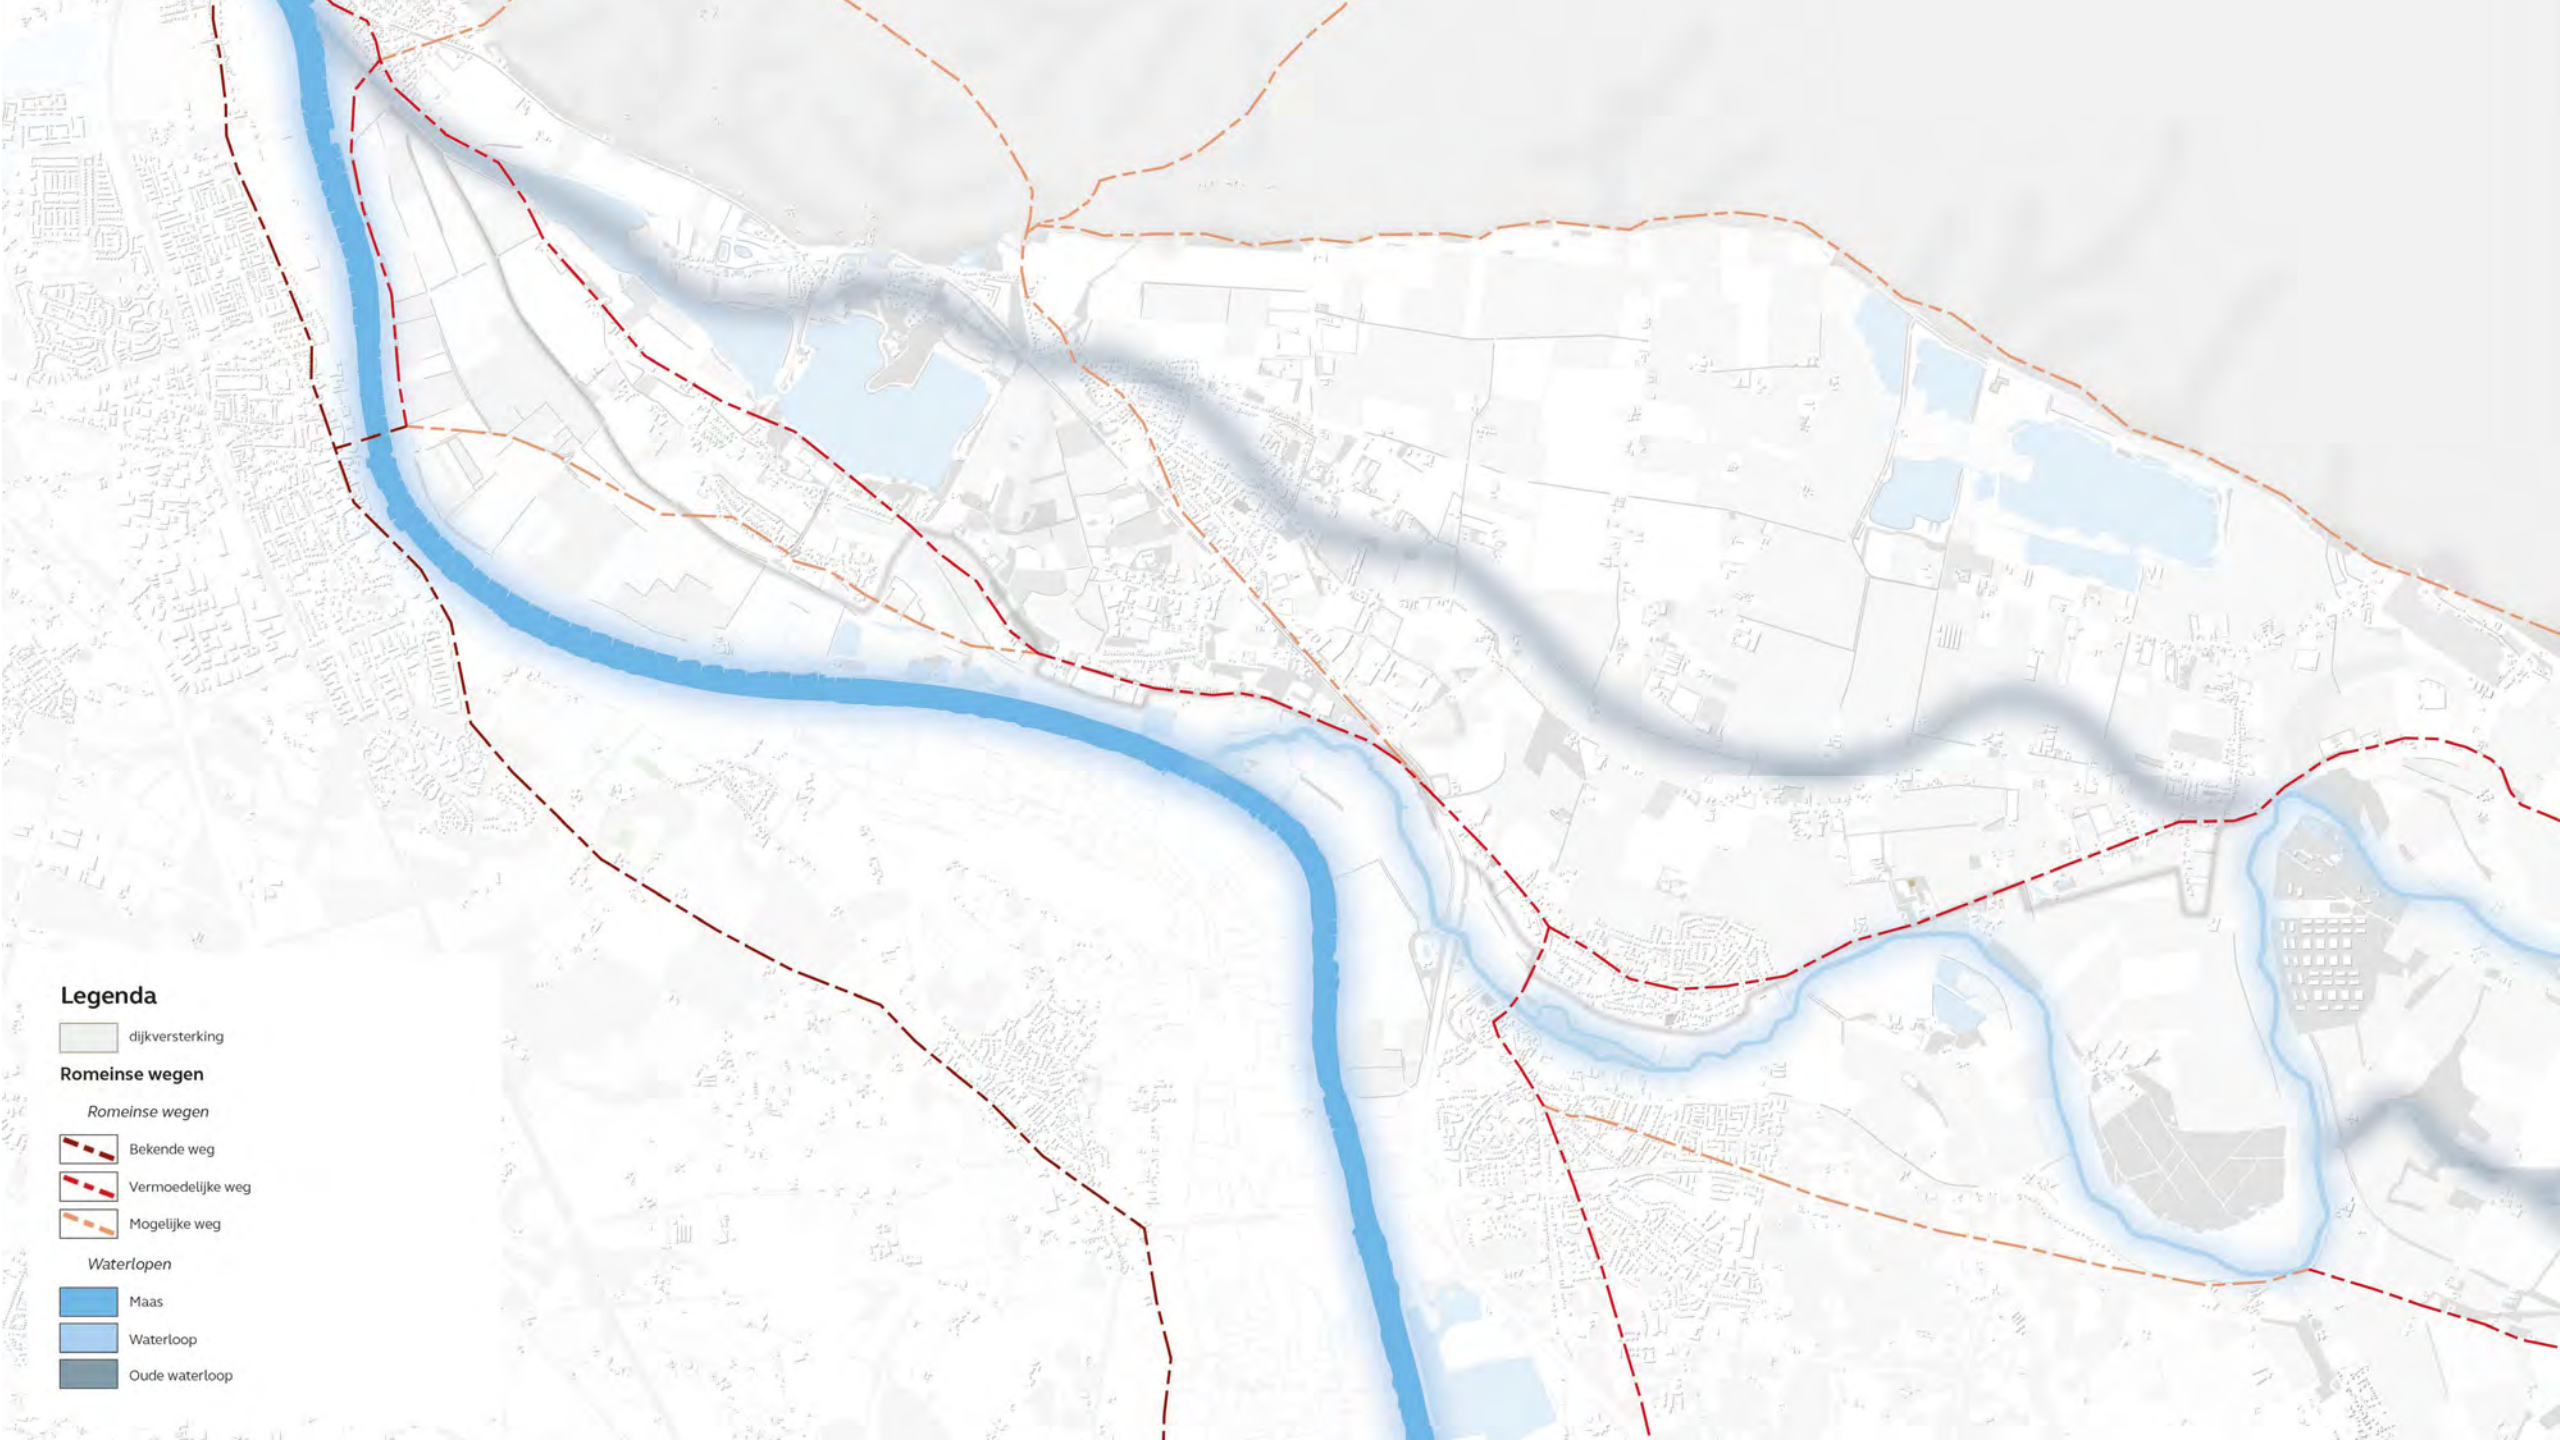 Legenda
dijkversterking
Romeinse wegen
Romeinse wegen
Bekende weg
Vermoedelijke weg
Mogelijke weg
Waterlopen
Maas
Waterloop
Oude waterloop